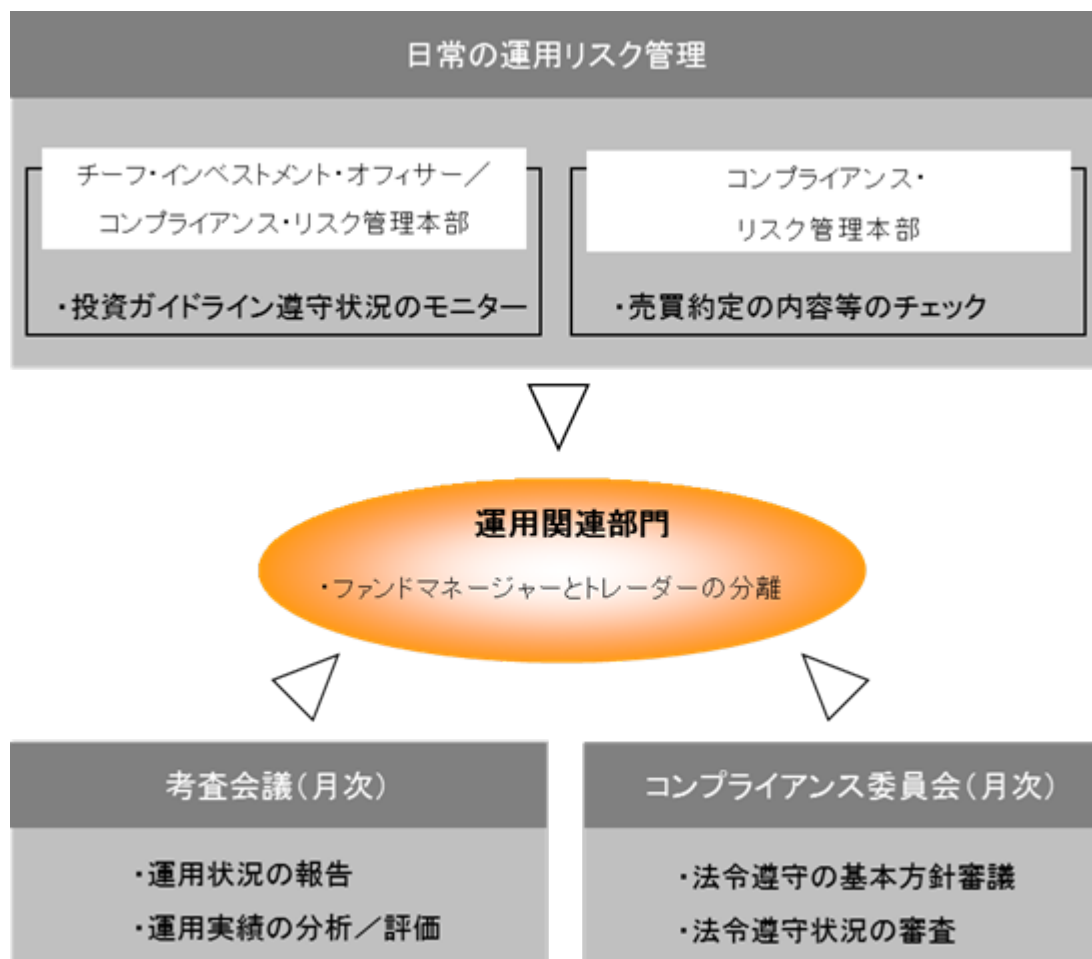 日常の運用リスク管理
チーフ・インベストメント・オフィサー／
コンプライアンス・リスク管理本部
・投資ガイドライン遵守状況のモニター
コンプライアンス・
リスク管理本部
・売買約定の内容等のチェック
運用関連部門
・ファンドマネージャーとトレーダーの分離
考査会議（月次）
・運用状況の報告
・運用実績の分析／評価
コンプライアンス委員会（月次）
・法令遵守の基本方針審議
・法令遵守状況の審査